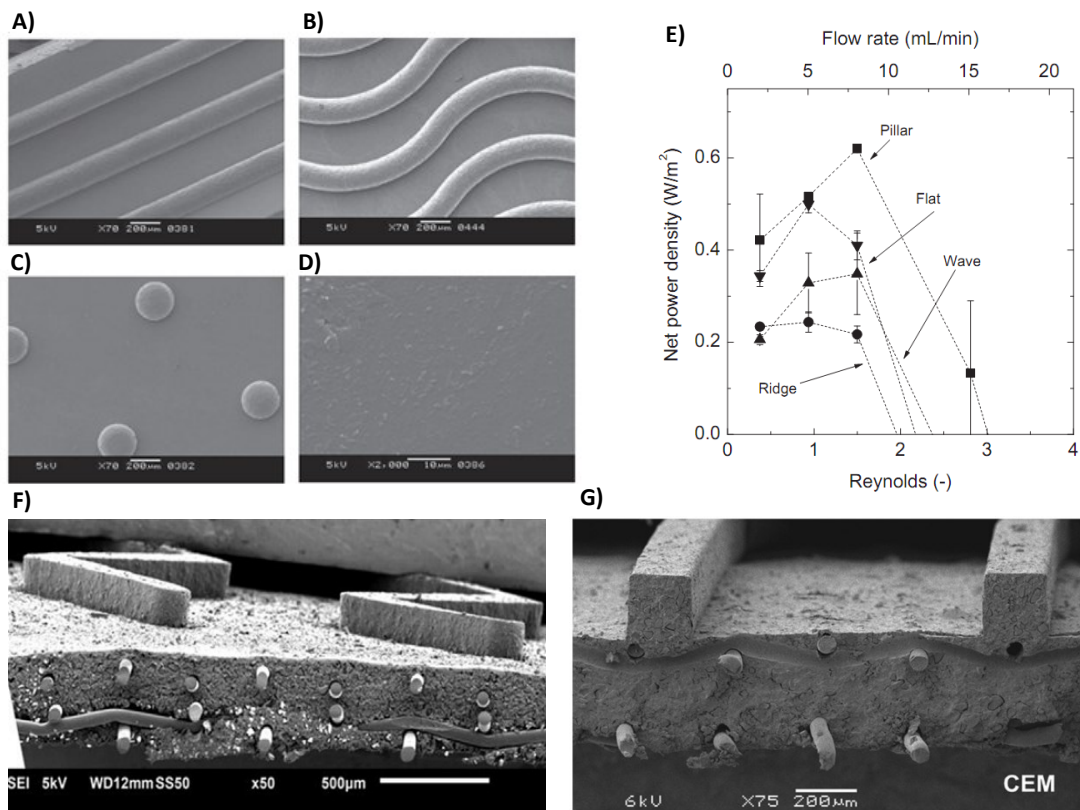 A)
5kV X70 200μm 0381
B)
5kV X70 200μm 0444
C)
5kV X70 200μm 0382
D)
5kV X2,000 10μm 0386
E)
Flow rate (mL/min)
0 5 10 15 20
Net power density (W/m²)
0.6
0.4
0.2
0.0
Pillar
Flat
Wave
Ridge
0 1 2 3 4
Reynolds (-)
F)
SEI 5kV WD12mmSS50 x50 500μm
G)
CEM
6kV X75 200μm